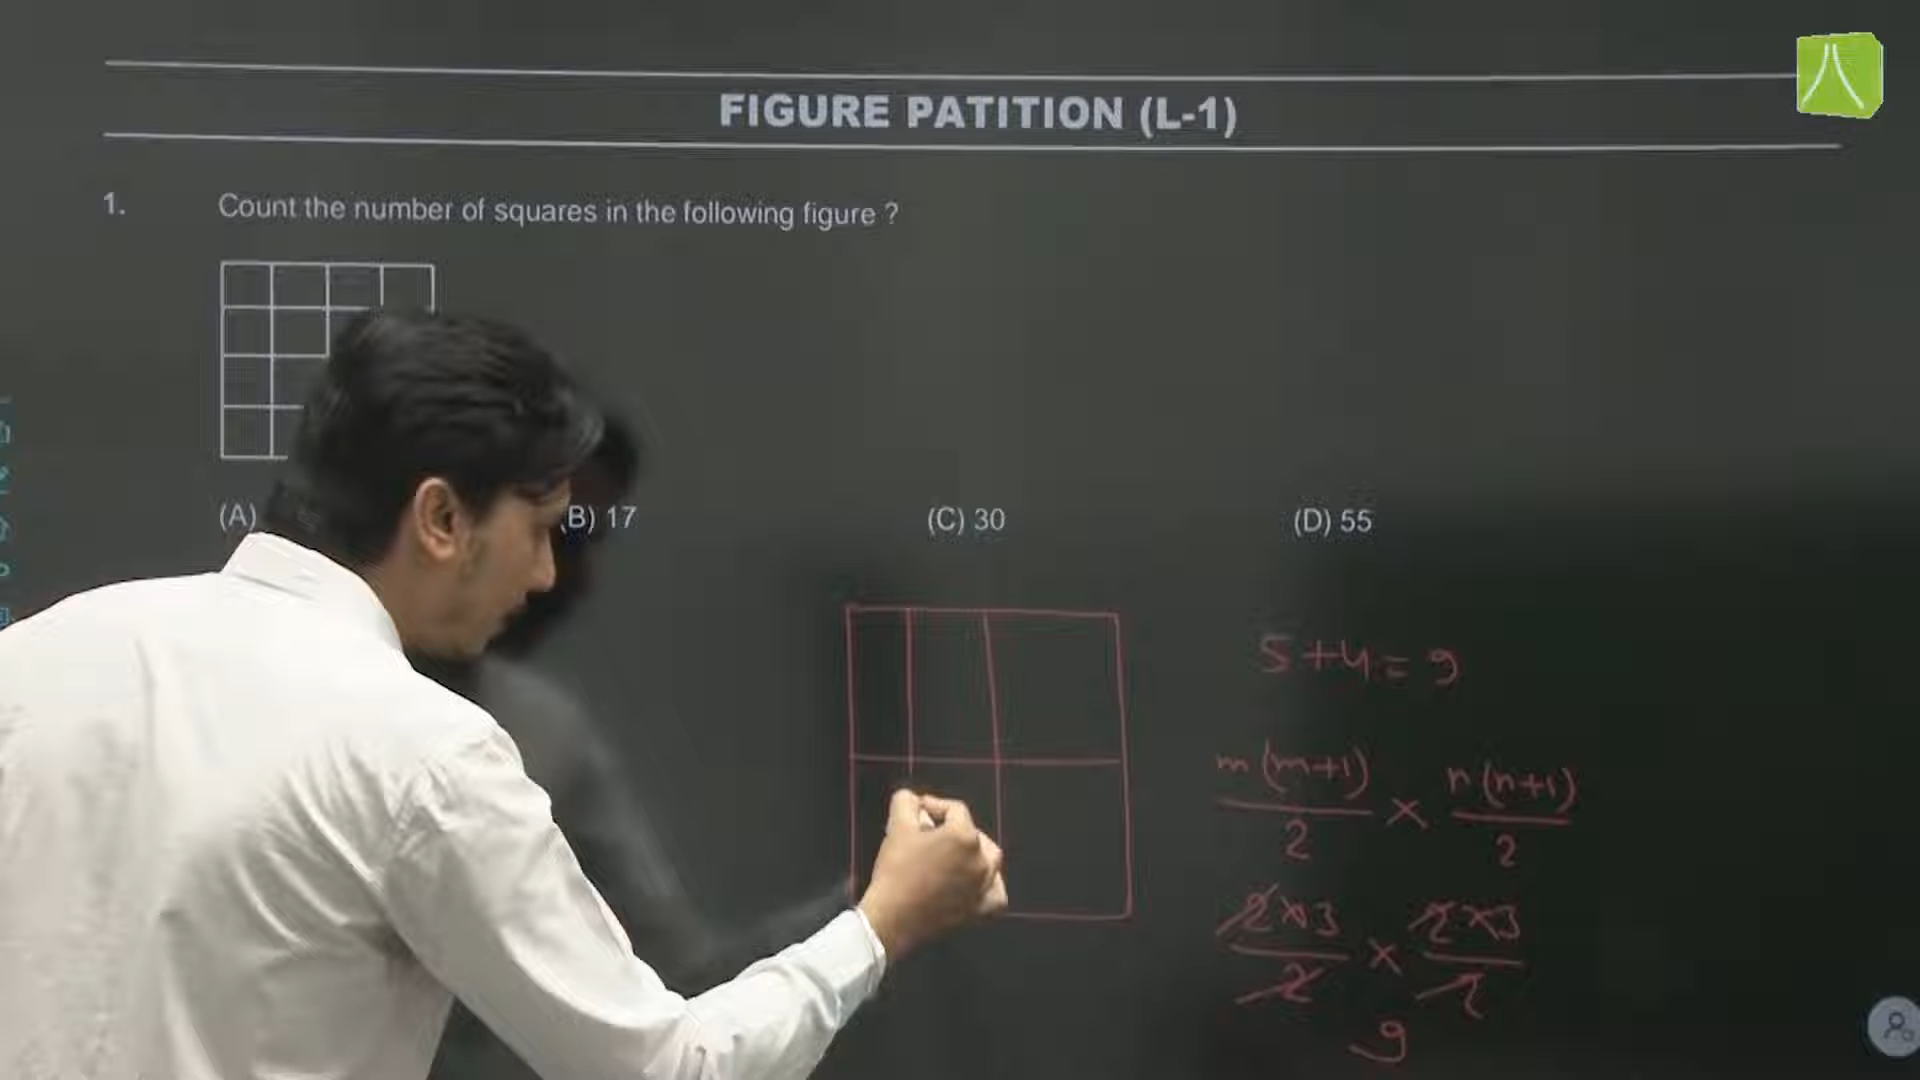 FIGURE PATITION (L-1)
1. Count the number of squares in the following figure ?
(A) (B) 17 (C) 30 (D) 55
5+4=9
m(m+1)/2 × n(n+1)/2
2×3/2 × 2×3/2
9